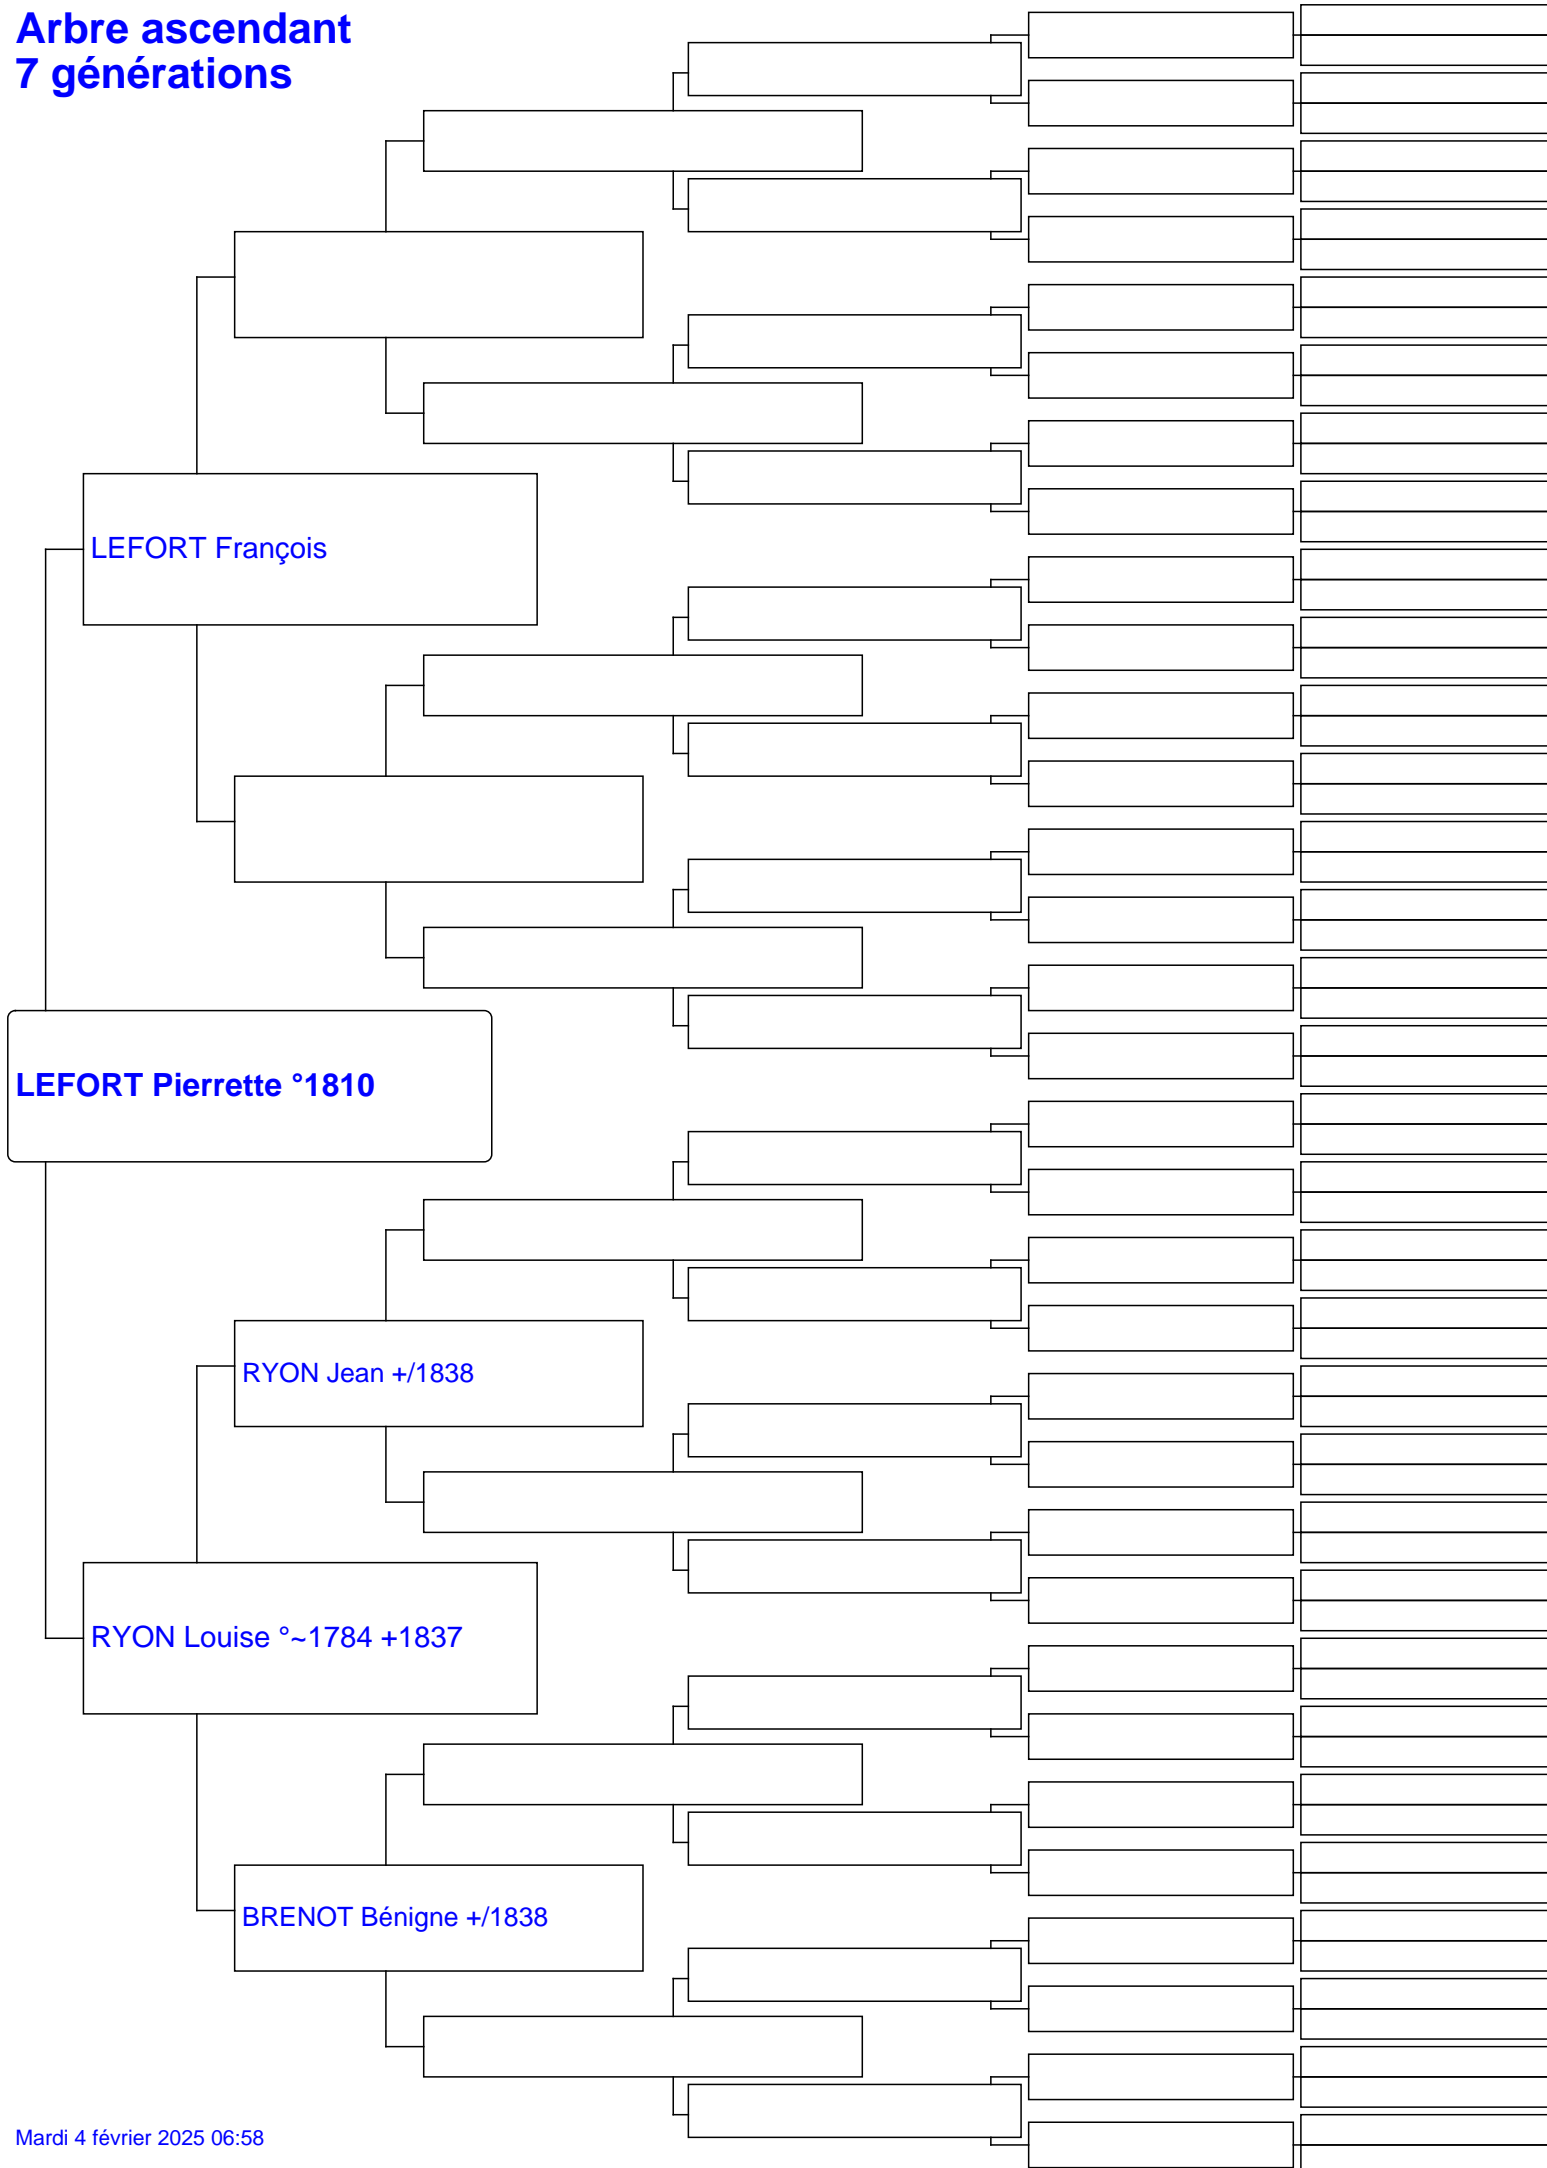 Arbre ascendant
7 générations
LEFORT François
LEFORT Pierrette °1810
RYON Jean +/1838
RYON Louise °~1784 +1837
BRENOT Bénigne +/1838
Mardi 4 février 2025 06:58